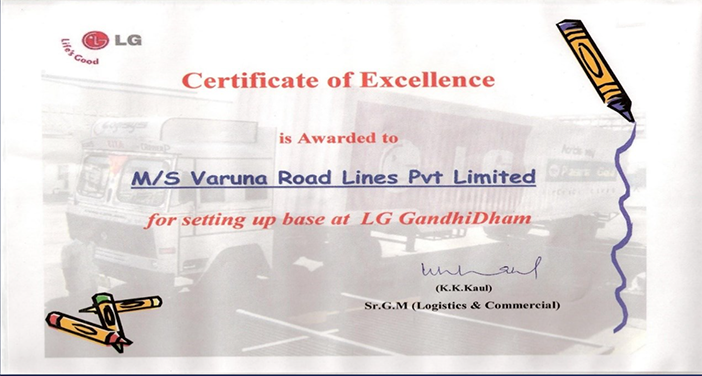 LG
Life's Good
Certificate of Excellence
is Awarded to
M/S Varuna Road Lines Pvt Limited
for setting up base at LG GandhiDham
(K.K.Kaul)
Sr.G.M (Logistics & Commercial)